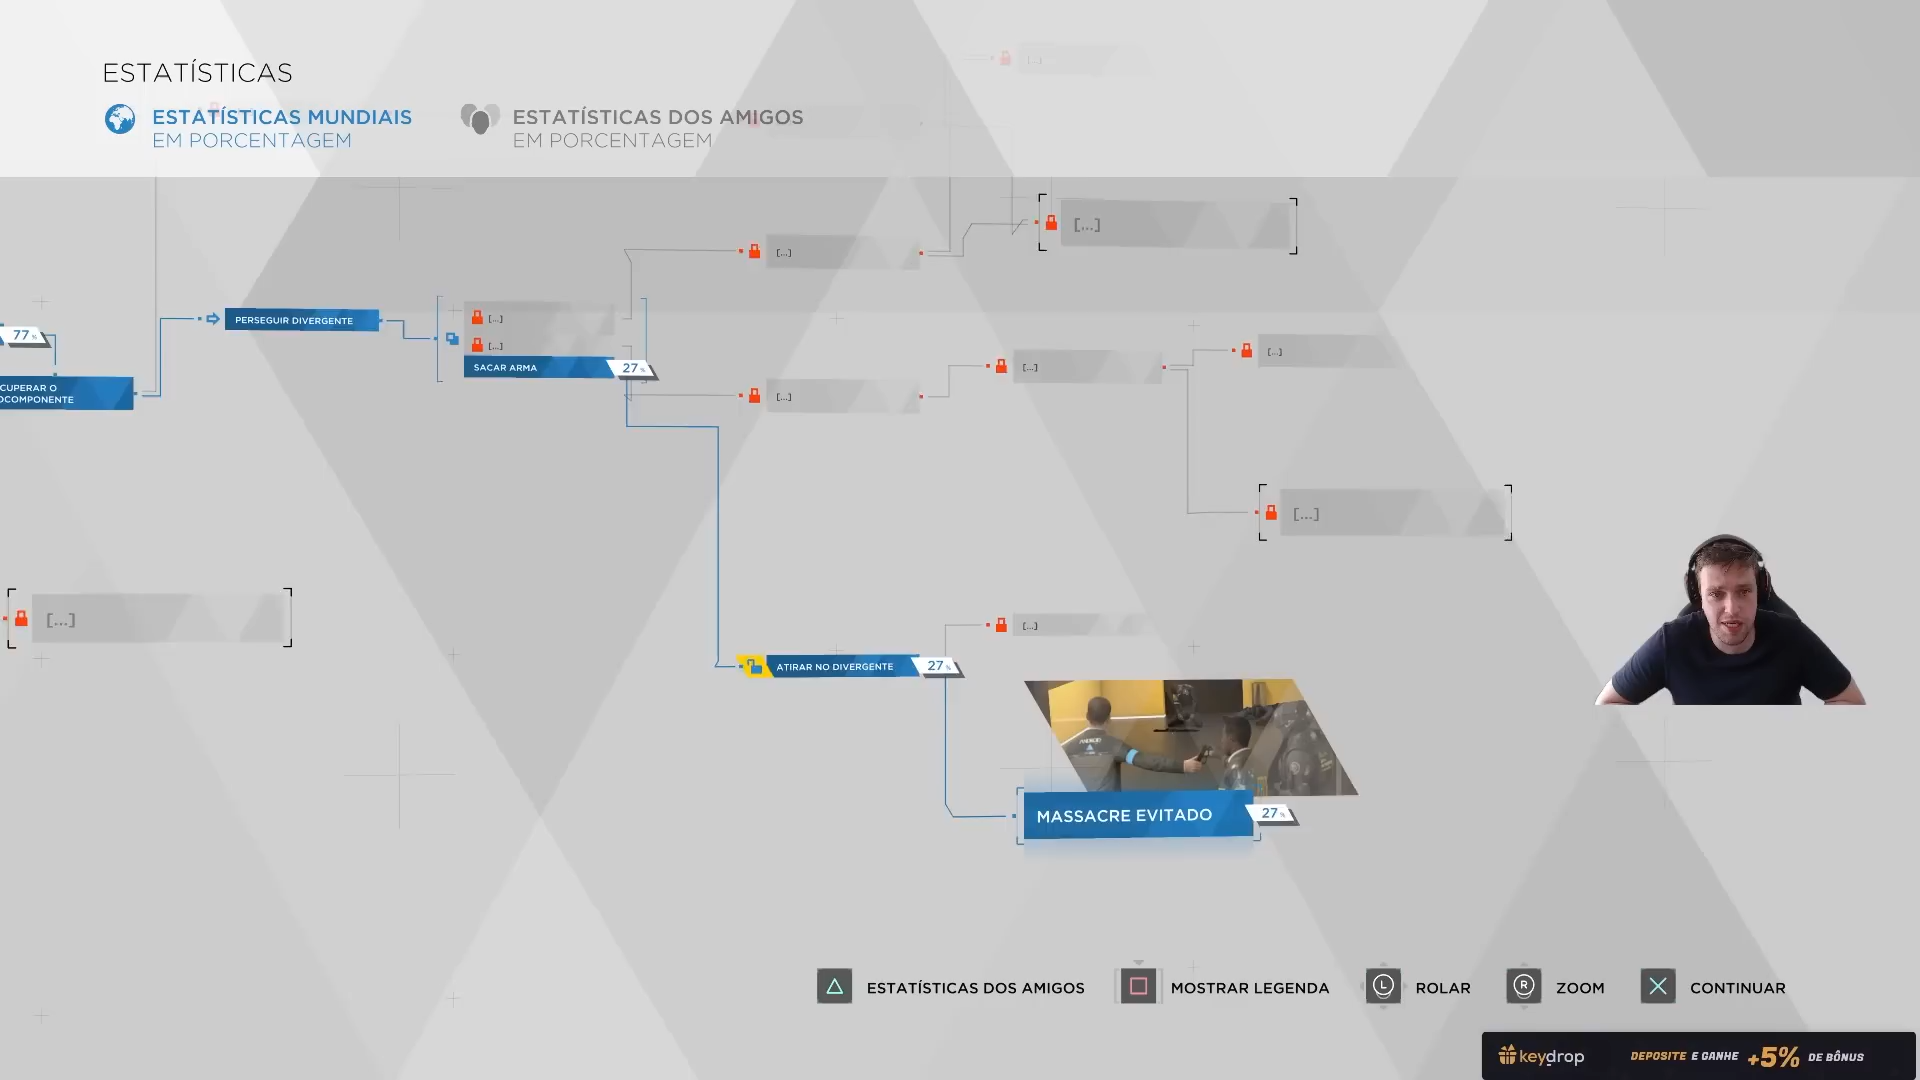 ESTATÍSTICAS
ESTATÍSTICAS MUNDIAIS
EM PORCENTAGEM
ESTATÍSTICAS DOS AMIGOS
EM PORCENTAGEM
[...]
[...]
[...]
77%
PERSEGUIR DIVERGENTE
[...]
[...]
SACAR ARMA
27%
[...]
[...]
[...]
CUPERAR O
OCOMPONENTE
[...]
[...]
[...]
ATIRAR NO DIVERGENTE
27%
ANDROID
MASSACRE EVITADO
27%
ESTATÍSTICAS DOS AMIGOS
MOSTRAR LEGENDA
L
ROLAR
R
ZOOM
CONTINUAR
keydrop
DEPOSITE E GANHE +5% DE BÔNUS